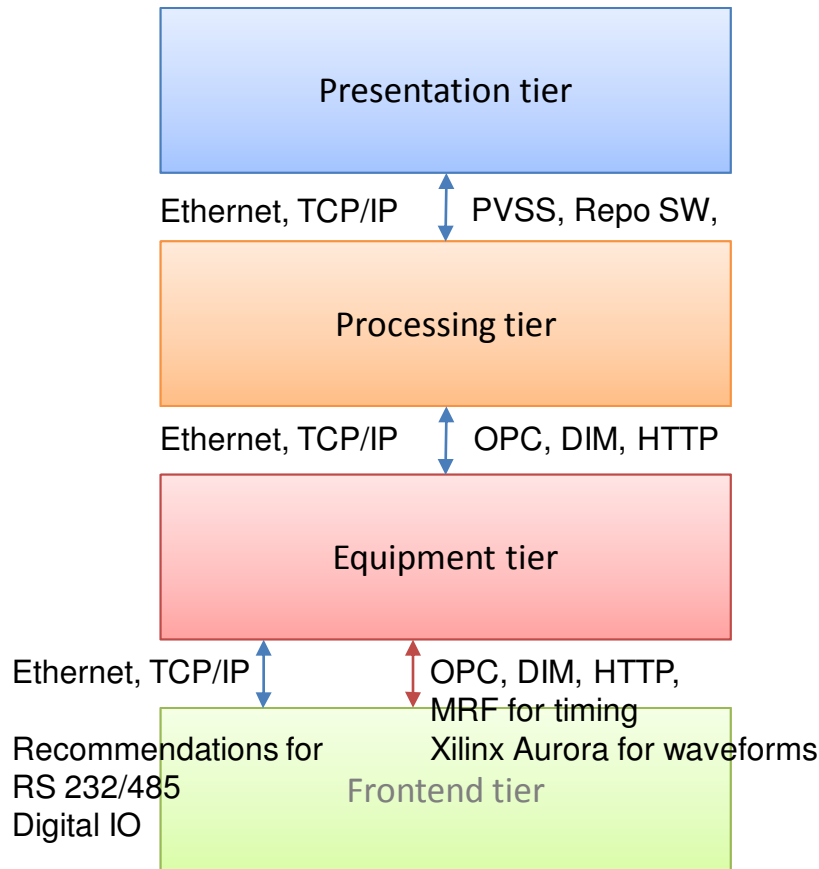 Presentation tier
Ethernet, TCP/IP
PVSS, Repo SW,
Processing tier
Ethernet, TCP/IP
OPC, DIM, HTTP
Equipment tier
Ethernet, TCP/IP
OPC, DIM, HTTP,
MRF for timing
Xilinx Aurora for waveforms
Recommendations for
RS 232/485
Digital IO
Frontend tier